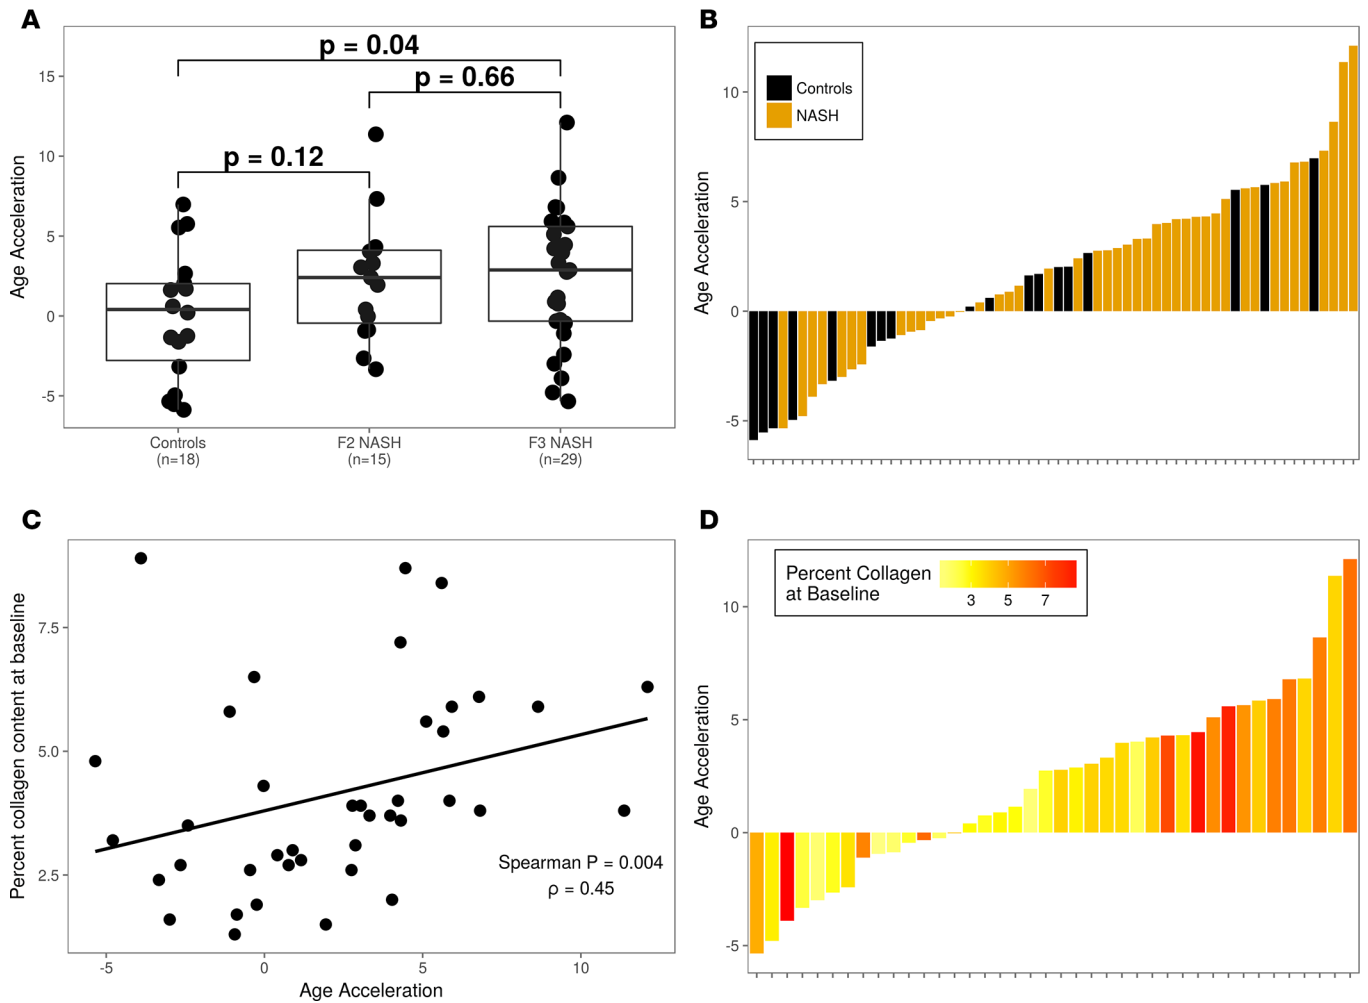 A
p = 0.04
p = 0.66
p = 0.12
15
10
5
0
-5
Age Acceleration
Controls
(n=18)
F2 NASH
(n=15)
F3 NASH
(n=29)
B
Controls
NASH
10
5
0
-5
Age Acceleration
C
7.5
5.0
2.5
Percent collagen content at baseline
Spearman P = 0.004
ρ = 0.45
-5
0
5
10
Age Acceleration
D
Percent Collagen
at Baseline
3
5
7
10
5
0
-5
Age Acceleration